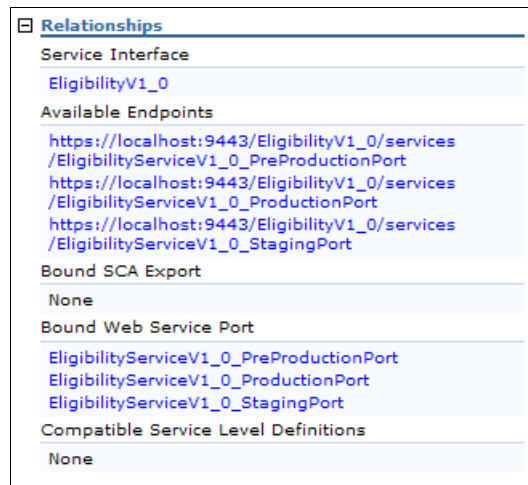 Relationships
Service Interface
EligibilityV1_0
Available Endpoints
https://localhost:9443/EligibilityV1_0/services
/EligibilityServiceV1_0_PreProductionPort
https://localhost:9443/EligibilityV1_0/services
/EligibilityServiceV1_0_ProductionPort
https://localhost:9443/EligibilityV1_0/services
/EligibilityServiceV1_0_StagingPort
Bound SCA Export
None
Bound Web Service Port
EligibilityServiceV1_0_PreProductionPort
EligibilityServiceV1_0_ProductionPort
EligibilityServiceV1_0_StagingPort
Compatible Service Level Definitions
None